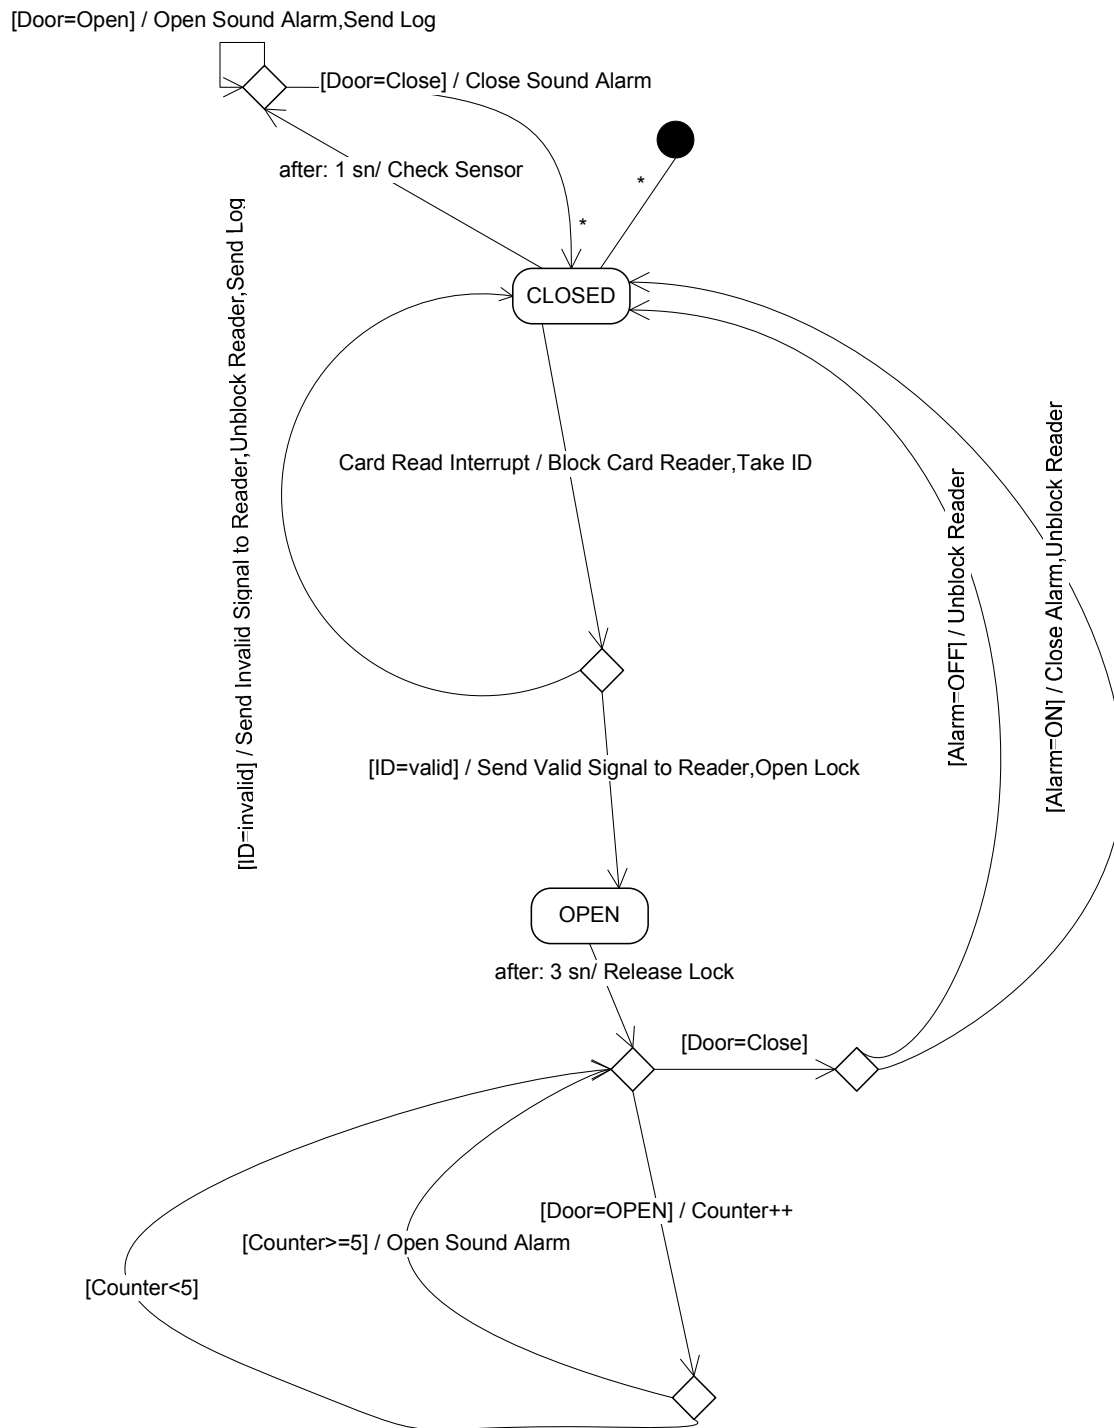 [Door=Open] / Open Sound Alarm,Send Log
[Door=Close] / Close Sound Alarm
after: 1 sn/ Check Sensor
*
*
CLOSED
[ID=invalid] / Send Invalid Signal to Reader,Unblock Reader,Send Log
Card Read Interrupt / Block Card Reader,Take ID
[Alarm=OFF] / Unblock Reader
[Alarm=ON] / Close Alarm,Unblock Reader
[ID=valid] / Send Valid Signal to Reader,Open Lock
OPEN
after: 3 sn/ Release Lock
[Door=Close]
[Door=OPEN] / Counter++
[Counter>=5] / Open Sound Alarm
[Counter<5]